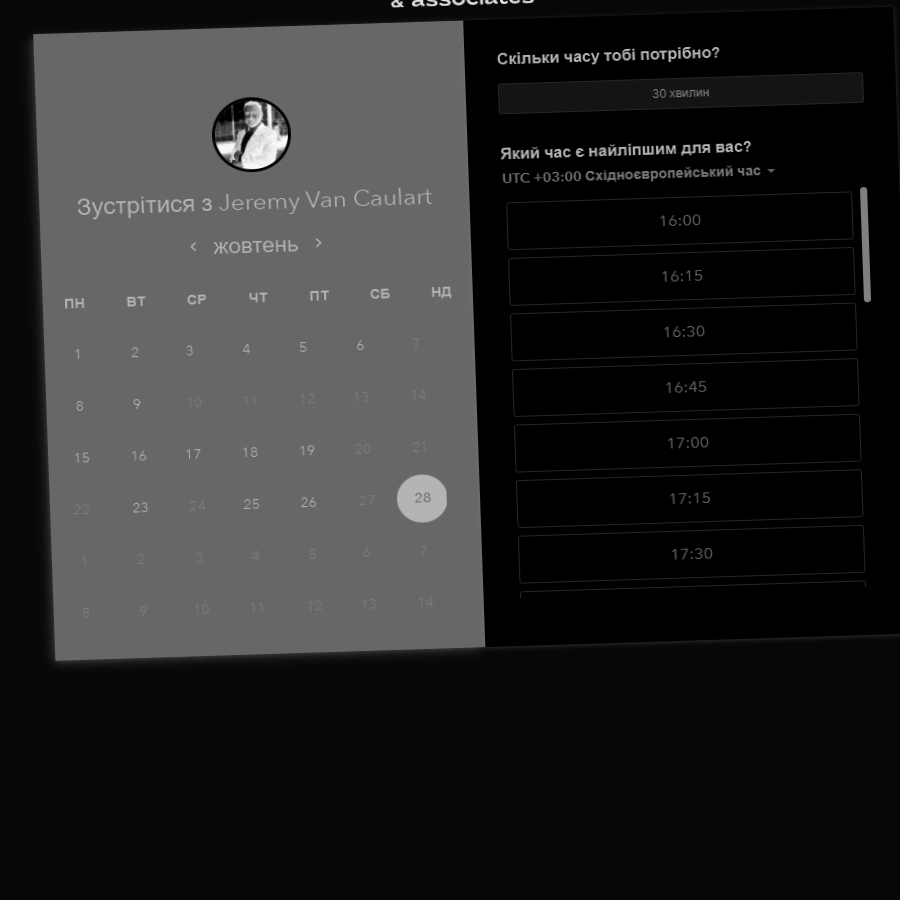 & associates
Зустрітися з Jeremy Van Caulart
жовтень
ПН ВТ СР ЧТ ПТ СБ НД
1 2 3 4 5 6 7
8 9 10 11 12 13 14
15 16 17 18 19 20 21
22 23 24 25 26 27 28
1 2 3 4 5 6 7
8 9 10 11 12 13 14
Скільки часу тобі потрібно?
30 хвилин
Який час є найліпшим для вас?
UTC +03:00 Східноєвропейський час
16:00
16:15
16:30
16:45
17:00
17:15
17:30